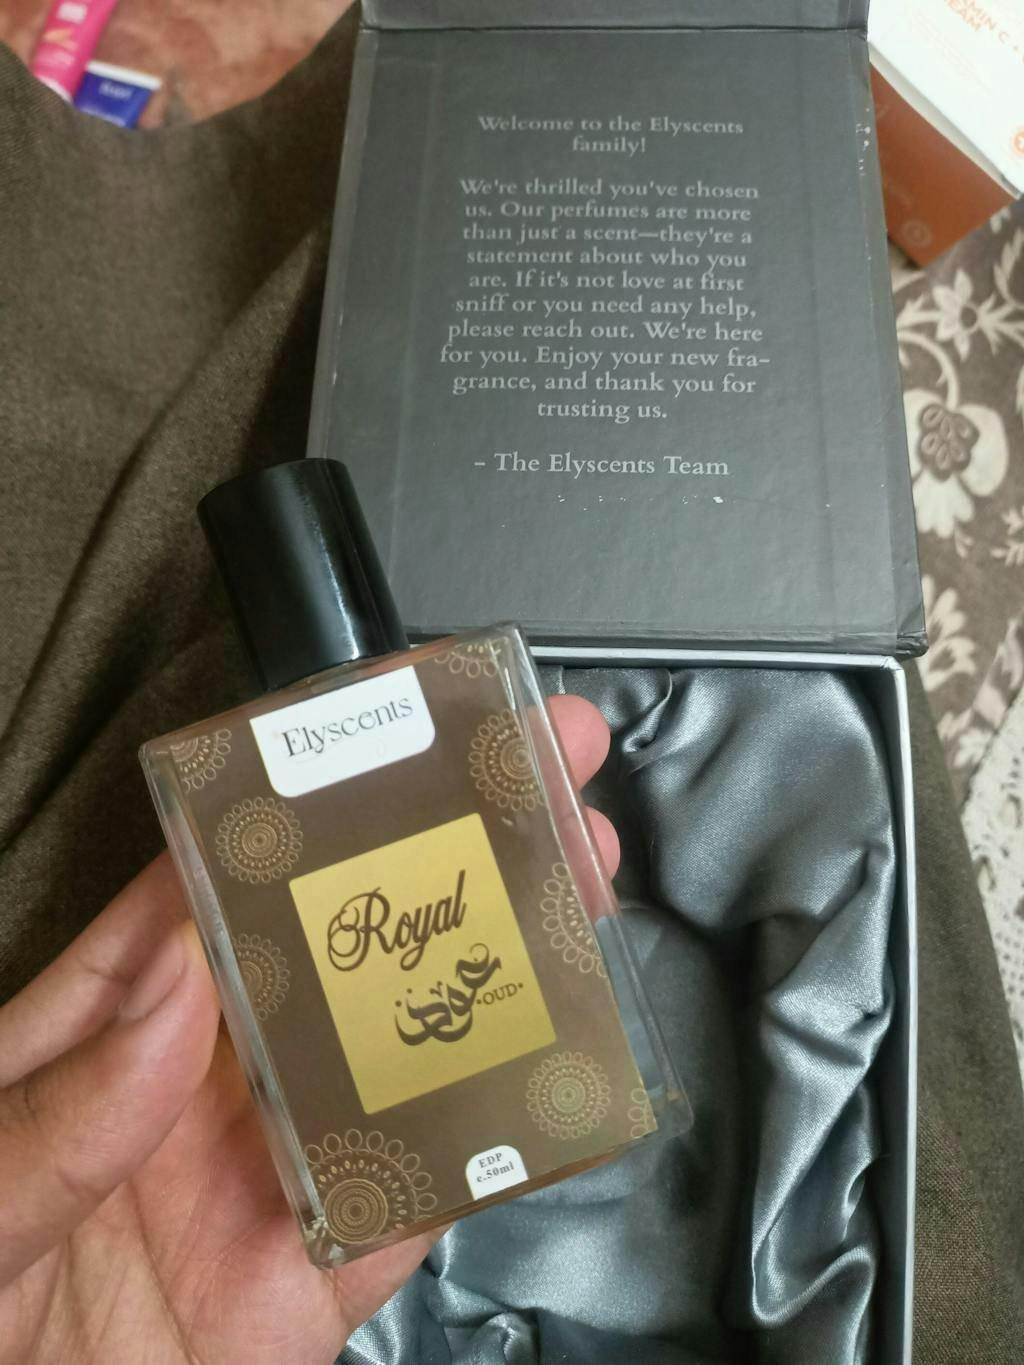 Welcome to the Elyscents
family!
We're thrilled you've chosen
us. Our perfumes are more
than just a scent—they're a
statement about who you
are. If it's not love at first
sniff or you need any help,
please reach out. We're here
for you. Enjoy your new fra-
grance, and thank you for
trusting us.
- The Elyscents Team
Elyscents
Royal
عود
•OUD•
EDP
e.50ml